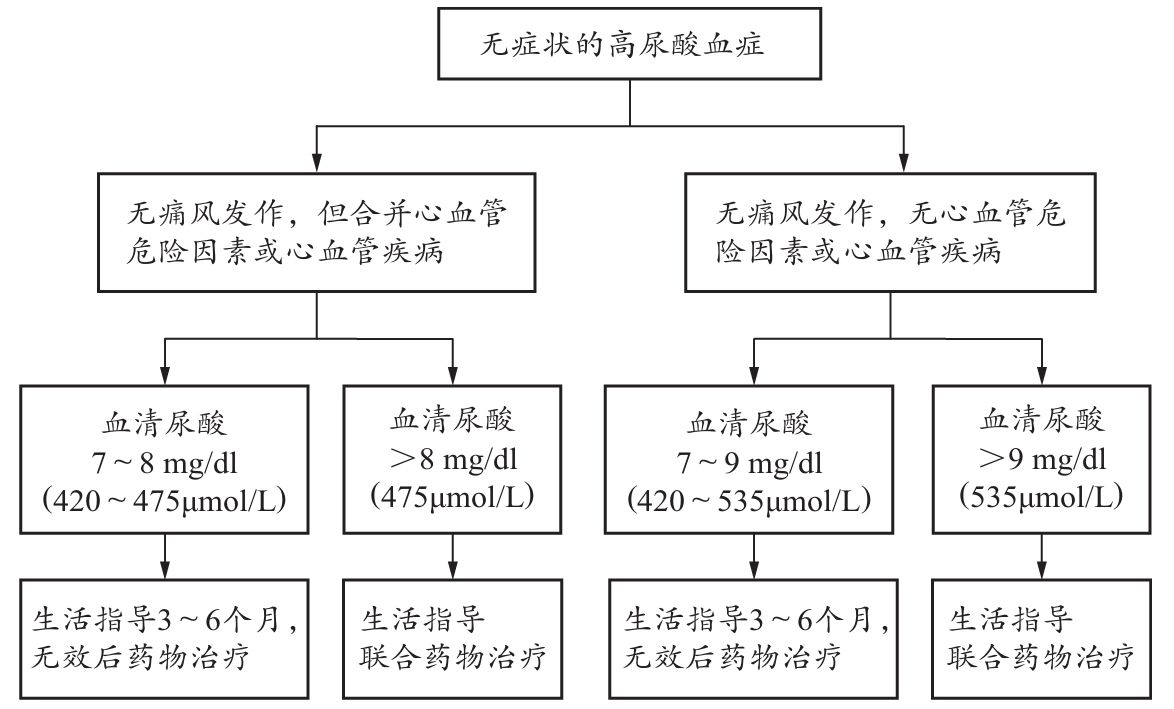 无症状的高尿酸血症
无痛风发作，但合并心血管
危险因素或心血管疾病
无痛风发作，无心血管危
险因素或心血管疾病
血清尿酸
7～8 mg/dl
(420～475μmol/L)
血清尿酸
＞8 mg/dl
(475μmol/L)
血清尿酸
7～9 mg/dl
(420～535μmol/L)
血清尿酸
＞9 mg/dl
(535μmol/L)
生活指导3～6个月，
无效后药物治疗
生活指导
联合药物治疗
生活指导3～6个月，
无效后药物治疗
生活指导
联合药物治疗